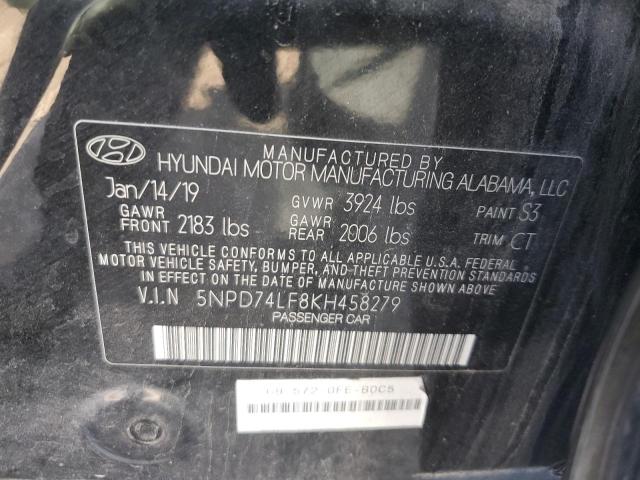 MANUFACTURED BY
HYUNDAI MOTOR MANUFACTURING ALABAMA, LLC
Jan/14/19 GVWR 3924 lbs PAINT S3
GAWR FRONT 2183 lbs GAWR REAR 2006 lbs TRIM CT
THIS VEHICLE CONFORMS TO ALL APPLICABLE U.S.A. FEDERAL
MOTOR VEHICLE SAFETY, BUMPER, AND THEFT PREVENTION STANDARDS
IN EFFECT ON THE DATE OF MANUFACTURE SHOWN ABOVE.
V.I.N 5NPD74LF8KH458279
PASSENGER CAR